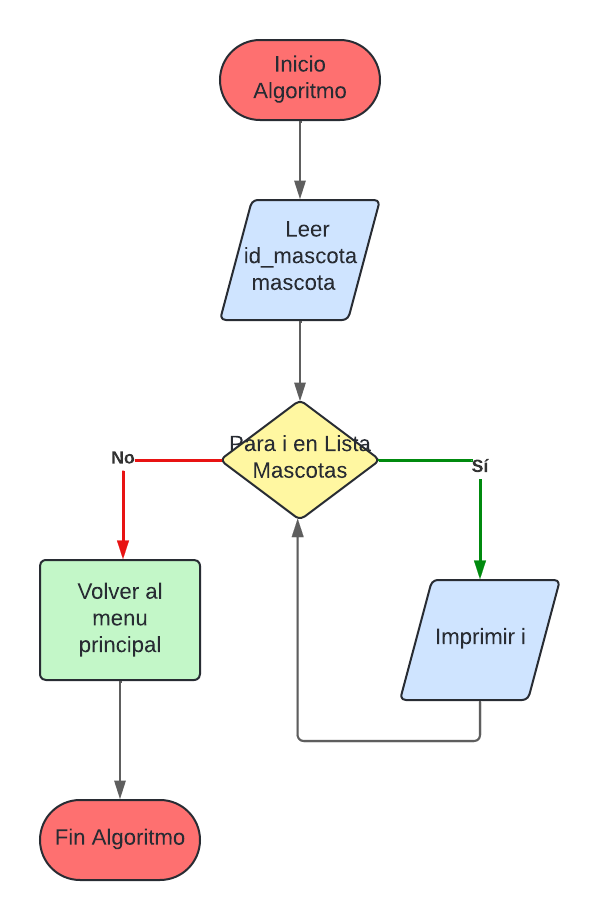 Inicio
Algoritmo
Leer
id_mascota
mascota
Para i en Lista
Mascotas
No
Sí
Volver al
menu
principal
Imprimir i
Fin Algoritmo